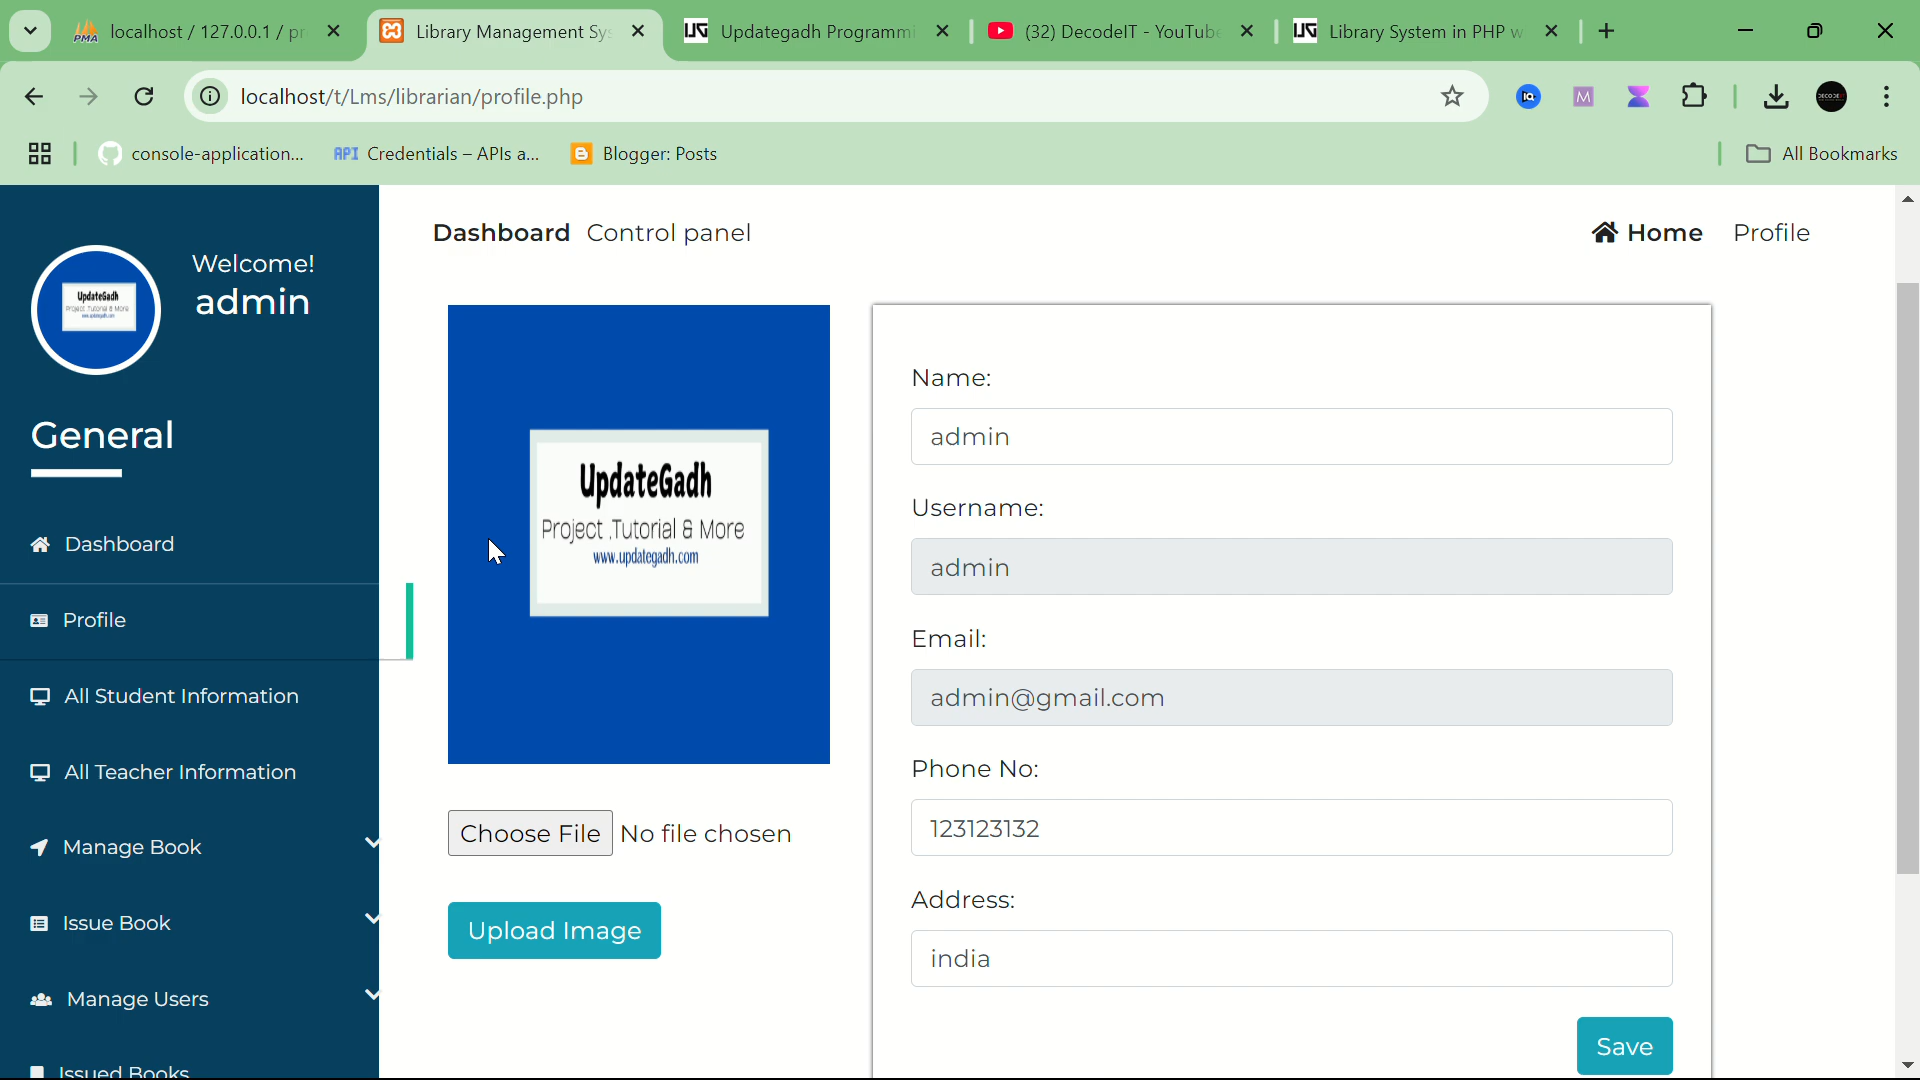 localhost / 127.0.0.1 / pr
Library Management Sys
Updategadh Programmi
(32) DecodeIT - YouTube
Library System in PHP w
localhost/t/Lms/librarian/profile.php
console-application...
API Credentials – APIs a...
Blogger: Posts
All Bookmarks
Welcome!
admin
General
Dashboard
Profile
All Student Information
All Teacher Information
Manage Book
Issue Book
Manage Users
Issued Books
Dashboard Control panel
Home Profile
UpdateGadh
Project .Tutorial & More
www.updategadh.com
Choose File No file chosen
Upload Image
Name:
admin
Username:
admin
Email:
admin@gmail.com
Phone No:
123123132
Address:
india
Save